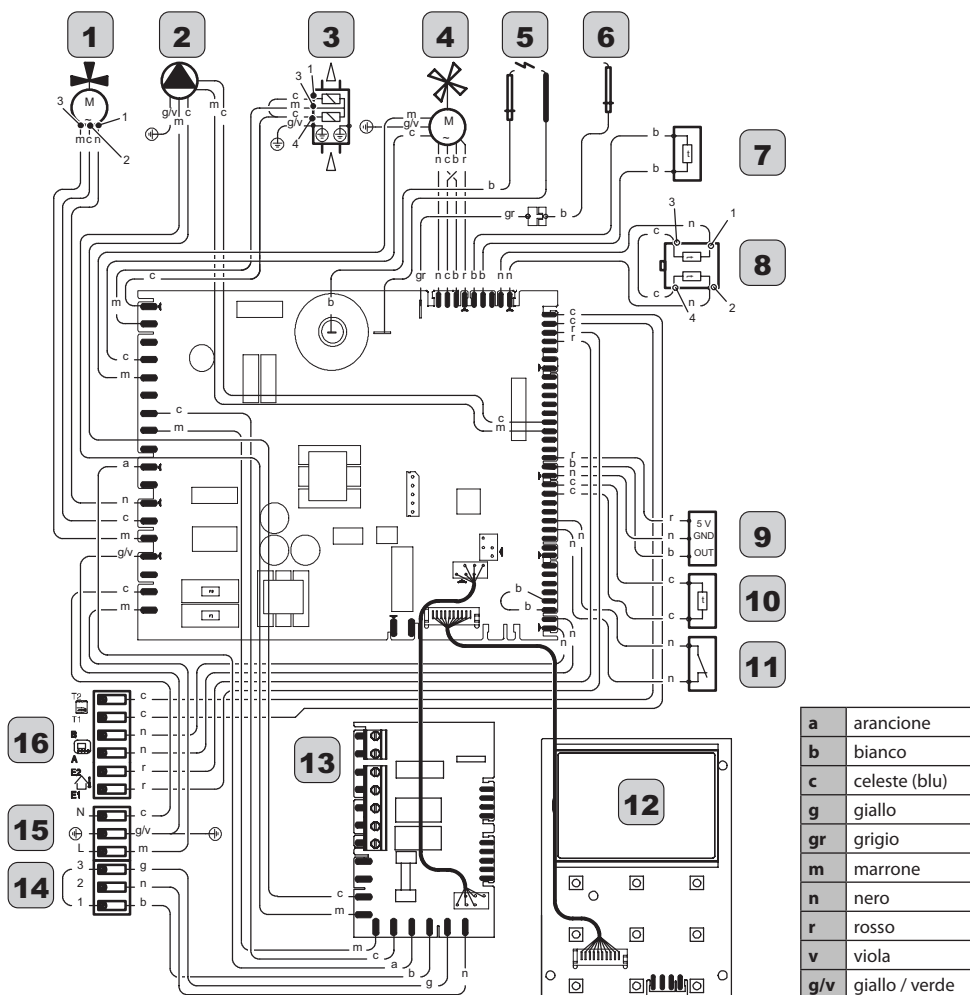 1 2 3 4 5 6
M ~
3 1
m c n
2
g/v m c
m
c
3
1
c
m
c
g/v
4
m
g/v
c
M ~
n c b r
b
gr b
b
b
7
3 1
c n
c n
4 2
8
c
m
gr n c b r b b n n
b
c
c
r
r
m
c
m
c
m
c
m
a
n
c
m
g/v
c
m
r
b
n
c
c
n
n
b
b
n
n
n
r 5 V
n GND
b OUT
9
c
t
c
10
n
n
11
16
T2 c
T1 c
B n
A n
E2 r
E1 r
15
N c
g/v
L m
14
3 g
2 n
1 b
13
c
m
m
c
a
b
g
n
12
a arancione
b bianco
c celeste (blu)
g giallo
gr grigio
m marrone
n nero
r rosso
v viola
g/v giallo / verde